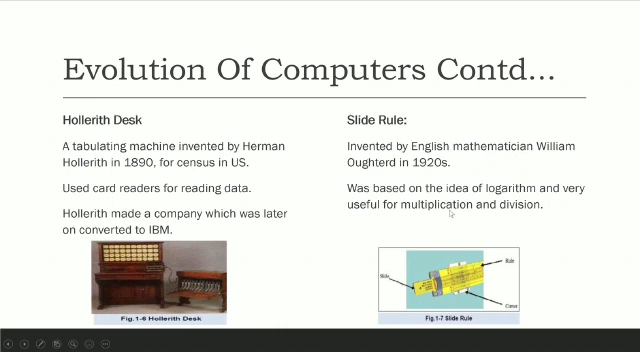 Evolution Of Computers Contd...
Hollerith Desk
A tabulating machine invented by Herman
Hollerith in 1890, for census in US.
Used card readers for reading data.
Hollerith made a company which was later
on converted to IBM.
Fig.1-6 Hollerith Desk
Slide Rule:
Invented by English mathematician William
Oughterd in 1920s.
Was based on the idea of logarithm and very
useful for multiplication and division.
Rule
Slide
Cursor
Fig.1-7 Slide Rule